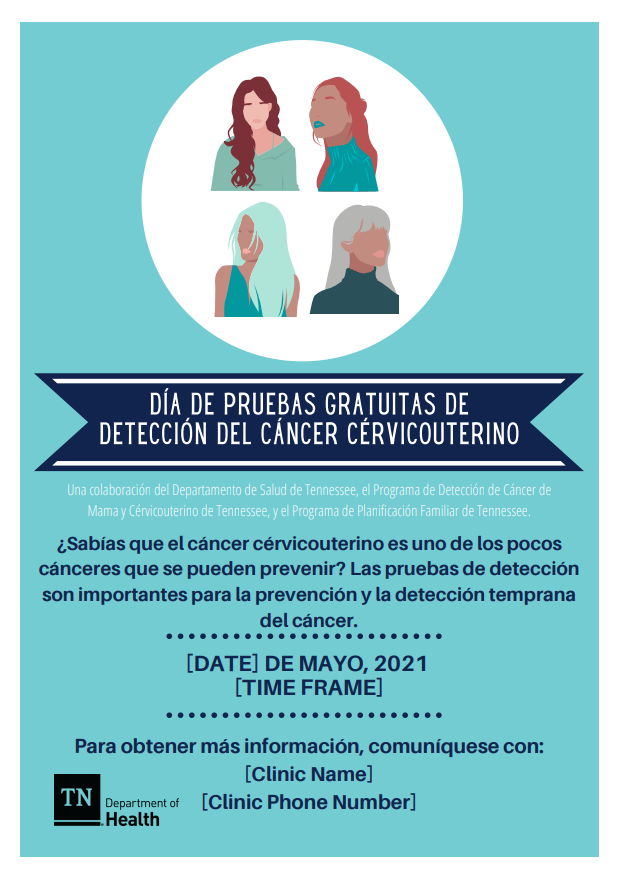 DÍA DE PRUEBAS GRATUITAS DE
DETECCIÓN DEL CÁNCER CÉRVICOUTERINO
Una colaboración del Departamento de Salud de Tennessee, el Programa de Detección de Cáncer de
Mama y Cérvicouterino de Tennessee, y el Programa de Planificación Familiar de Tennessee.
¿Sabías que el cáncer cérvicouterino es uno de los pocos
cánceres que se pueden prevenir? Las pruebas de detección
son importantes para la prevención y la detección temprana
del cáncer.
[DATE] DE MAYO, 2021
[TIME FRAME]
Para obtener más información, comuníquese con:
[Clinic Name]
[Clinic Phone Number]
TN
Department of
Health